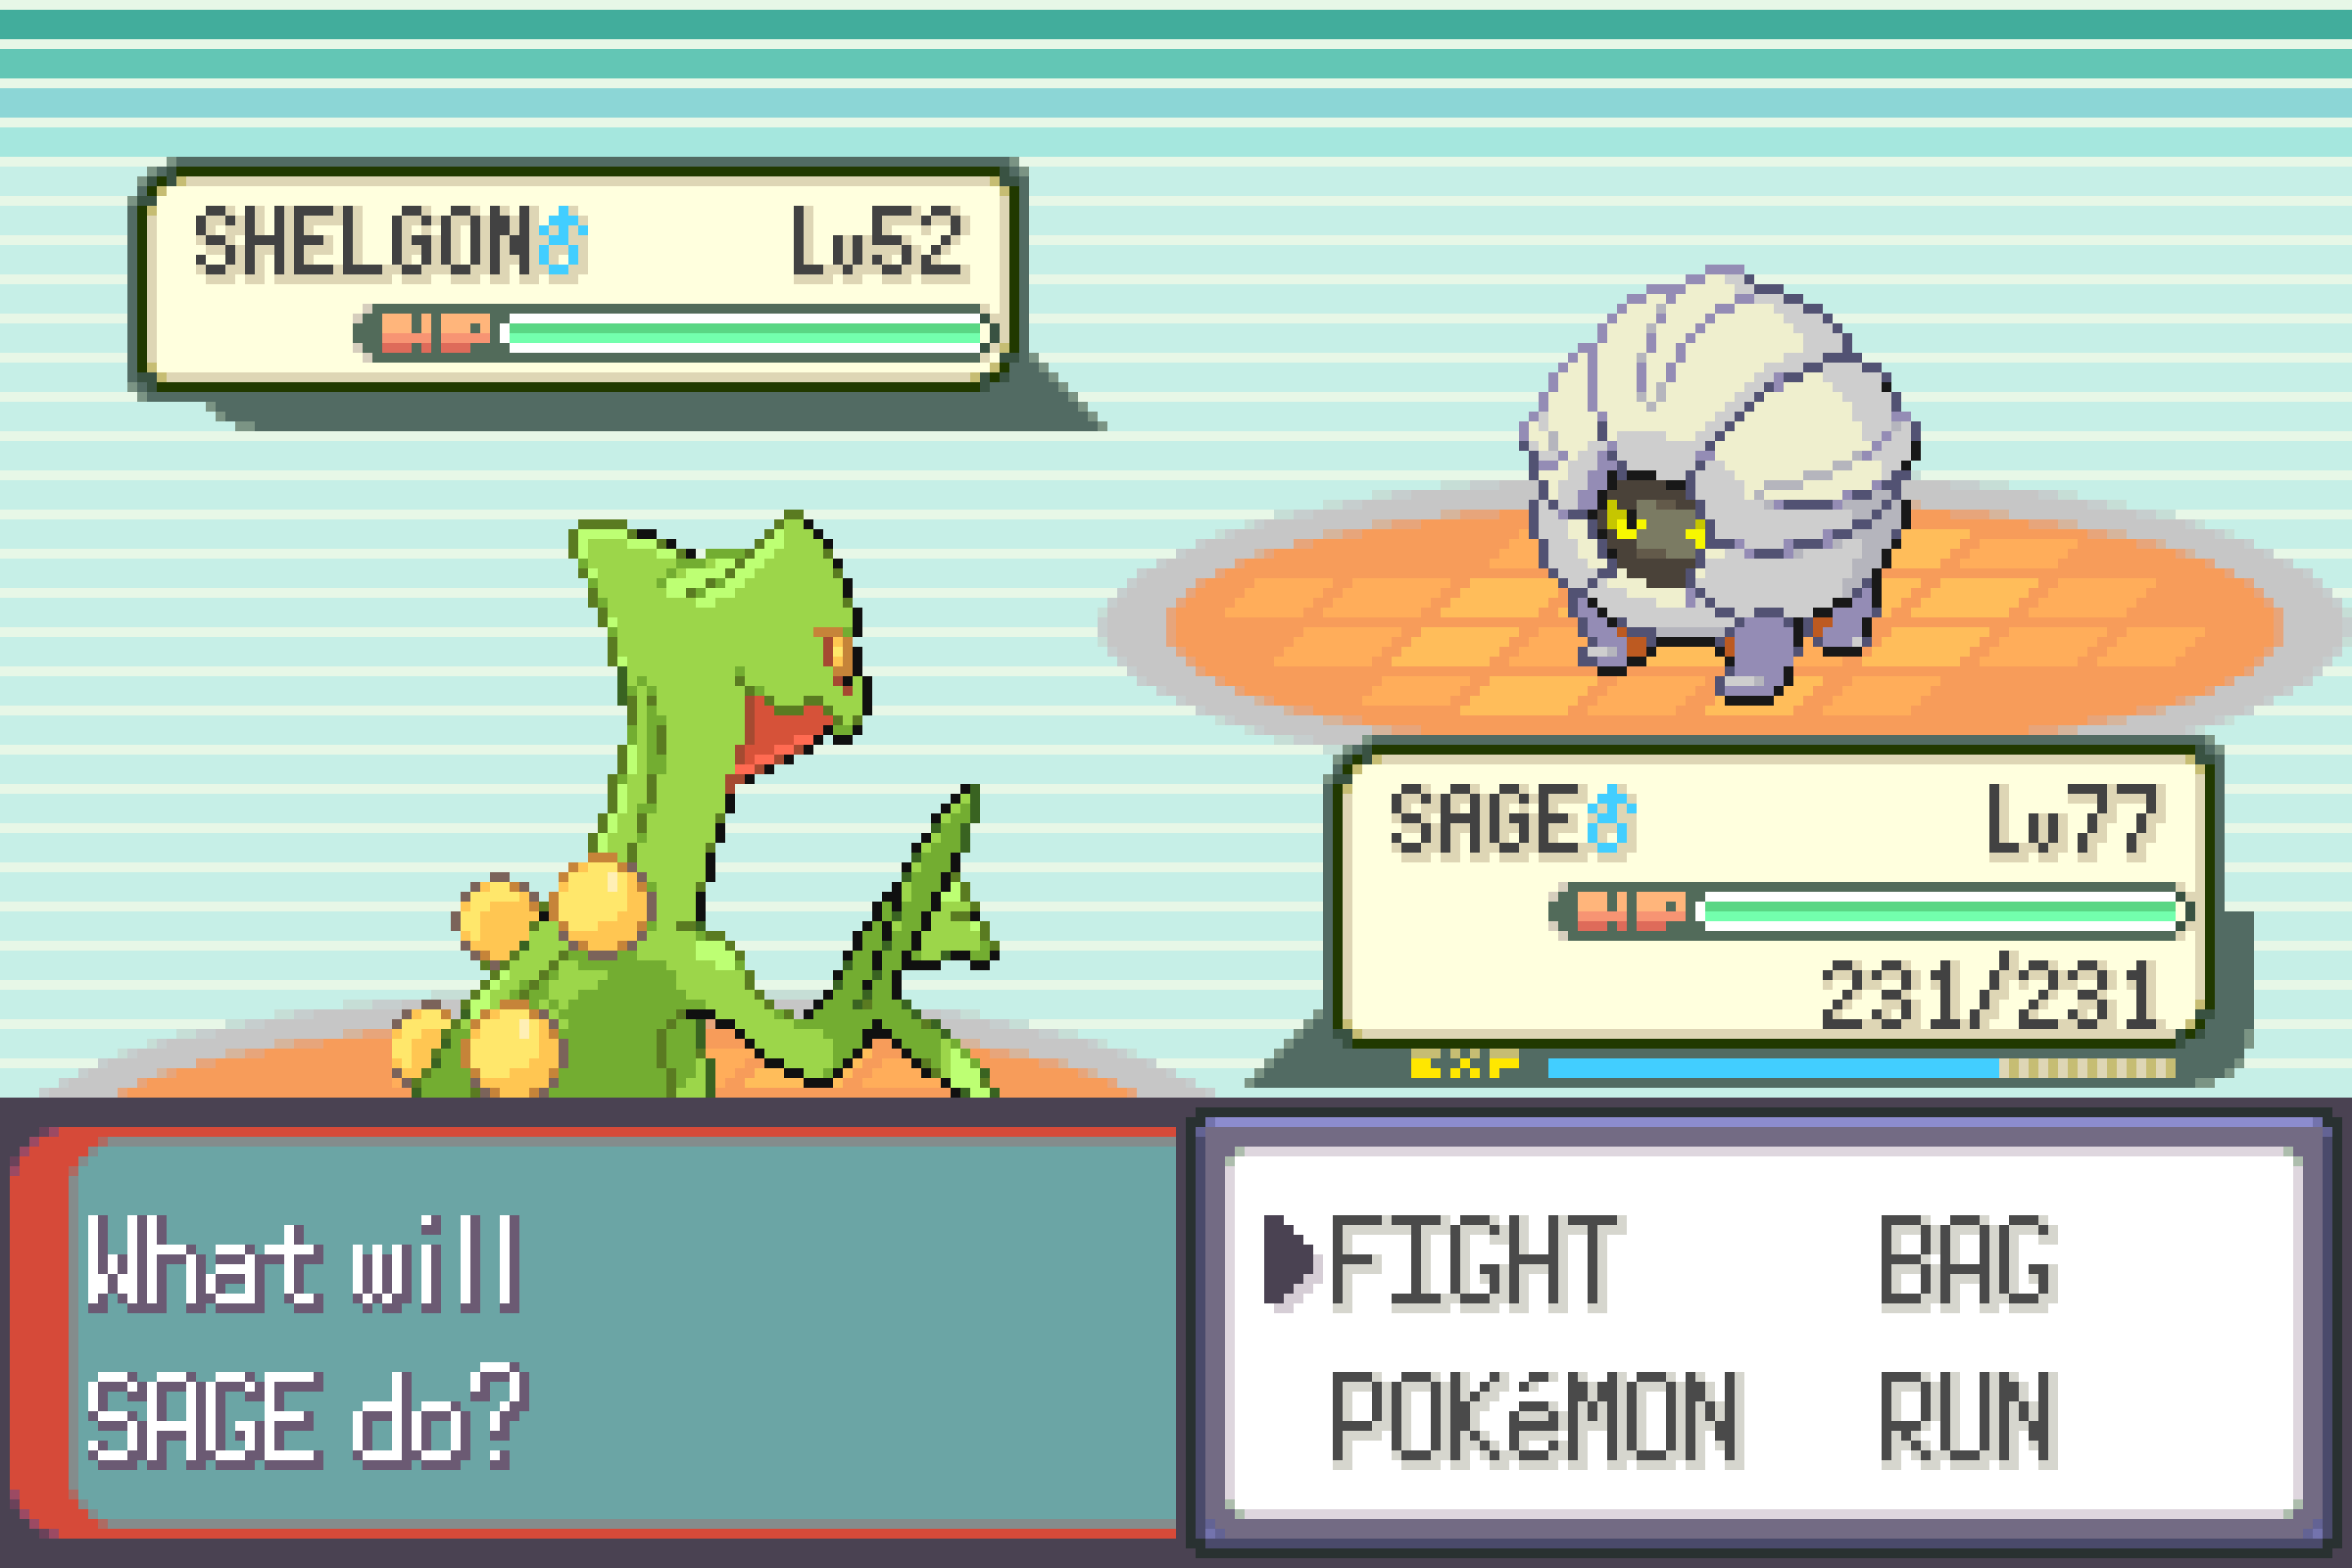 SHELGON♂ Lv52
HP
SAGE♂ Lv77
HP
231/231
EXP
What will
SAGE do?
FIGHT BAG
POKéMON RUN